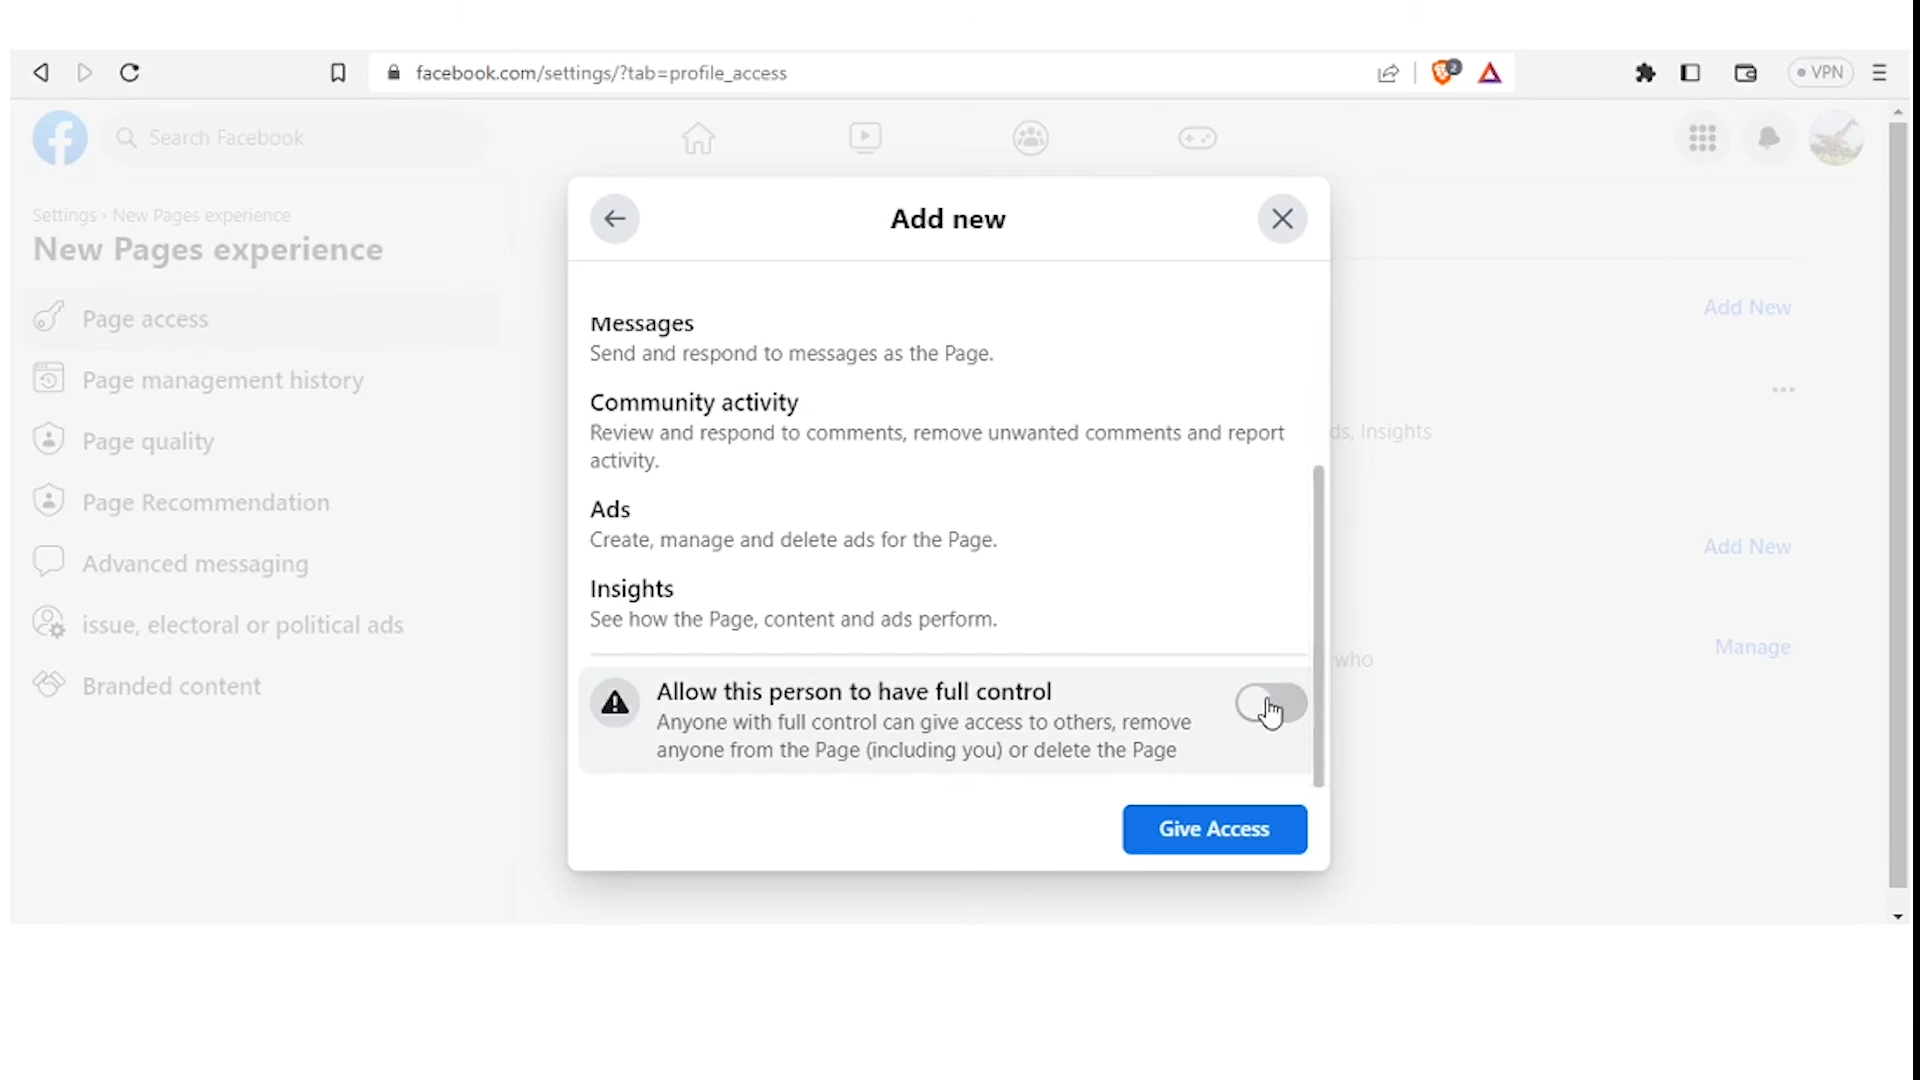 facebook.com/settings/?tab=profile_access
2
VPN
Search Facebook
Settings › New Pages experience
New Pages experience
Page access
Page management history
Page quality
Page Recommendation
Advanced messaging
issue, electoral or political ads
Branded content
Add new
Messages
Send and respond to messages as the Page.
Community activity
Review and respond to comments, remove unwanted comments and report
activity.
Ads
Create, manage and delete ads for the Page.
Insights
See how the Page, content and ads perform.
Allow this person to have full control
Anyone with full control can give access to others, remove
anyone from the Page (including you) or delete the Page
Give Access
Add New
ds, Insights
Add New
who
Manage